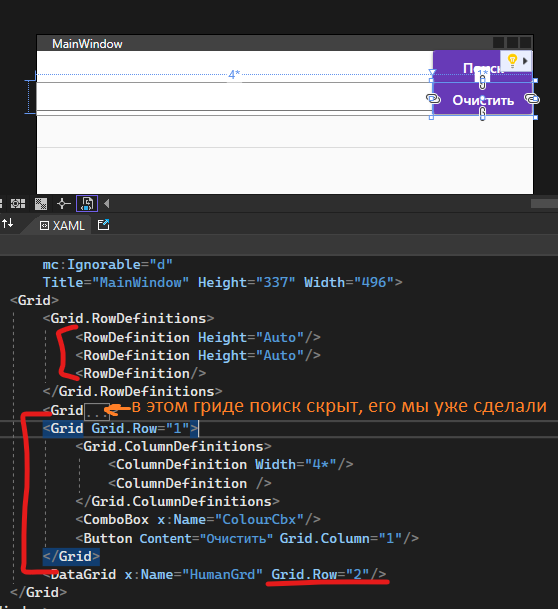 MainWindow
Поиск
4*
1*
Очистить
XAML
mc:Ignorable="d"
Title="MainWindow" Height="337" Width="496">
<Grid>
<Grid.RowDefinitions>
<RowDefinition Height="Auto"/>
<RowDefinition Height="Auto"/>
<RowDefinition/>
</Grid.RowDefinitions>
<Grid... в этом гриде поиск скрыт, его мы уже сделали
<Grid Grid.Row="1">
<Grid.ColumnDefinitions>
<ColumnDefinition Width="4*"/>
<ColumnDefinition />
</Grid.ColumnDefinitions>
<ComboBox x:Name="ColourCbx"/>
<Button Content="Очистить" Grid.Column="1"/>
</Grid>
<DataGrid x:Name="HumanGrd" Grid.Row="2"/>
</Grid>